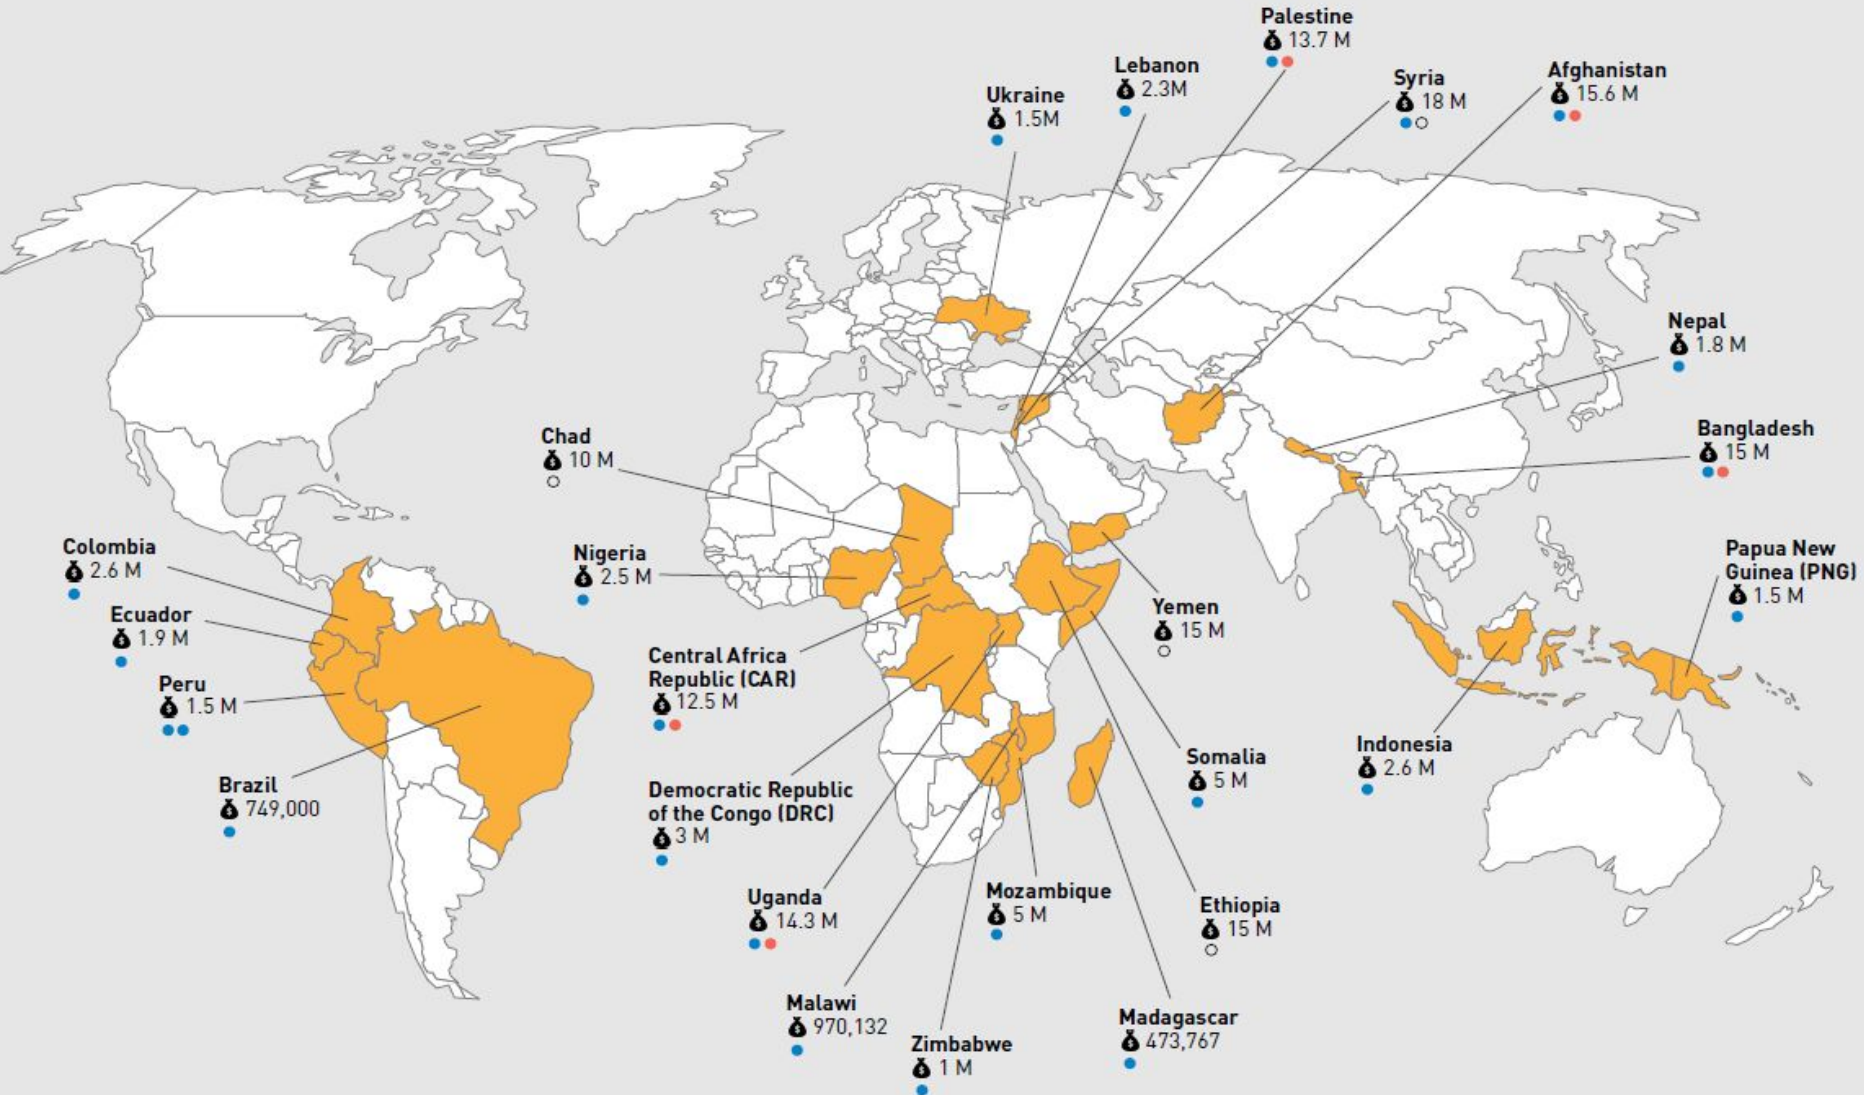 Palestine
13.7 M
Lebanon
2.3M
Syria
18 M
Afghanistan
15.6 M
Ukraine
1.5M
Nepal
1.8 M
Bangladesh
15 M
Chad
10 M
Colombia
2.6 M
Nigeria
2.5 M
Papua New
Guinea (PNG)
1.5 M
Ecuador
1.9 M
Yemen
15 M
Central Africa
Republic (CAR)
12.5 M
Peru
1.5 M
Indonesia
2.6 M
Somalia
5 M
Brazil
749,000
Democratic Republic
of the Congo (DRC)
3 M
Uganda
14.3 M
Mozambique
5 M
Ethiopia
15 M
Malawi
970,132
Madagascar
473,767
Zimbabwe
1 M